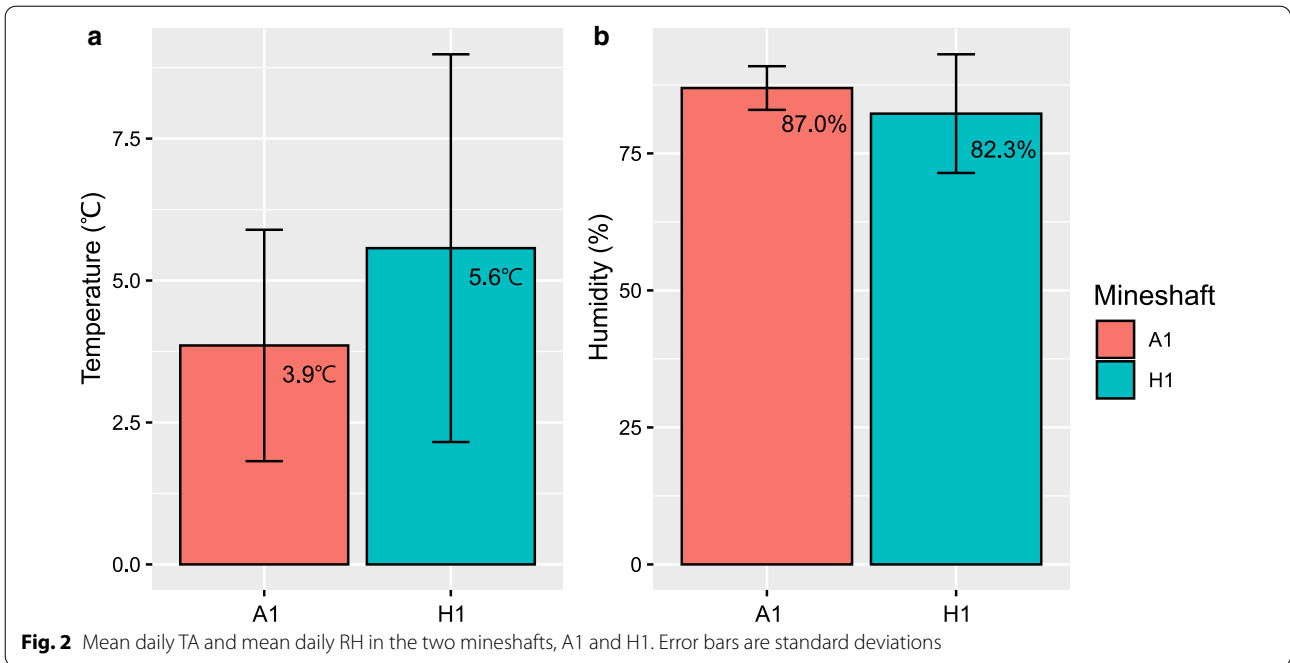 a
Temperature (℃)
7.5
5.0
2.5
0.0
3.9℃
5.6℃
A1
H1
b
Humidity (%)
75
50
25
0
87.0%
82.3%
A1
H1
Mineshaft
A1
H1
Fig. 2 Mean daily TA and mean daily RH in the two mineshafts, A1 and H1. Error bars are standard deviations